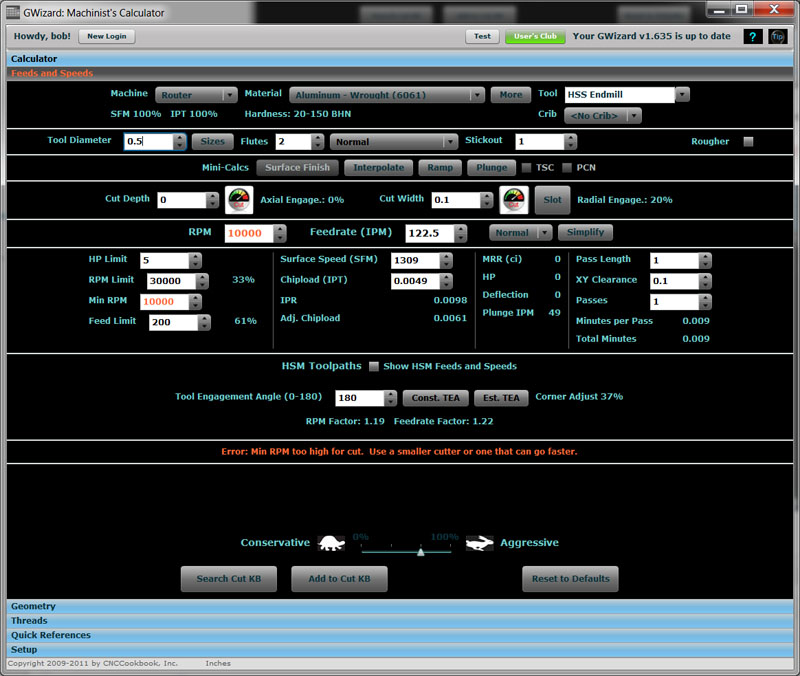 GWizard: Machinist's Calculator
Howdy, bob! New Login Test User's Club Your GWizard v1.635 is up to date ? Tip
Calculator
Feeds and Speeds
Machine Router Material Aluminum - Wrought (6061) More Tool HSS Endmill
SFM 100% IPT 100% Hardness: 20-150 BHN Crib <No Crib>
Tool Diameter 0.5 Sizes Flutes 2 Normal Stickout 1 Rougher
Mini-Calcs Surface Finish Interpolate Ramp Plunge TSC PCN
Cut Depth 0 Axial Engage.: 0% Cut Width 0.1 Slot Radial Engage.: 20%
RPM 10000 Feedrate (IPM) 122.5 Normal Simplify
HP Limit 5 Surface Speed (SFM) 1309 MRR (ci) 0 Pass Length 1
RPM Limit 30000 33% Chipload (IPT) 0.0049 HP 0 XY Clearance 0.1
Min RPM 10000 IPR 0.0098 Deflection 0 Passes 1
Feed Limit 200 61% Adj. Chipload 0.0061 Plunge IPM 49 Minutes per Pass 0.009
Total Minutes 0.009
HSM Toolpaths Show HSM Feeds and Speeds
Tool Engagement Angle (0-180) 180 Const. TEA Est. TEA Corner Adjust 37%
RPM Factor: 1.19 Feedrate Factor: 1.22
Error: Min RPM too high for cut. Use a smaller cutter or one that can go faster.
0% 100%
Conservative Aggressive
Search Cut KB Add to Cut KB Reset to Defaults
Geometry
Threads
Quick References
Setup
Copyright 2009-2011 by CNCCookbook, Inc. Inches